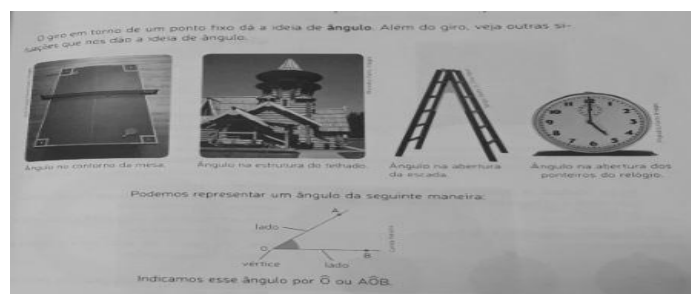 O giro em torno de um ponto fixo dá a ideia de ângulo. Além do giro, veja outras si-
tuações que nos dão a ideia de ângulo.
Ângulo no contorno da mesa.
Ângulo na estrutura do telhado.
Ângulo na abertura
da escada.
Ângulo na abertura dos
ponteiros do relógio.
Podemos representar um ângulo da seguinte maneira:
A
lado
O
B
vértice
lado
Indicamos esse ângulo por Ô ou AÔB.